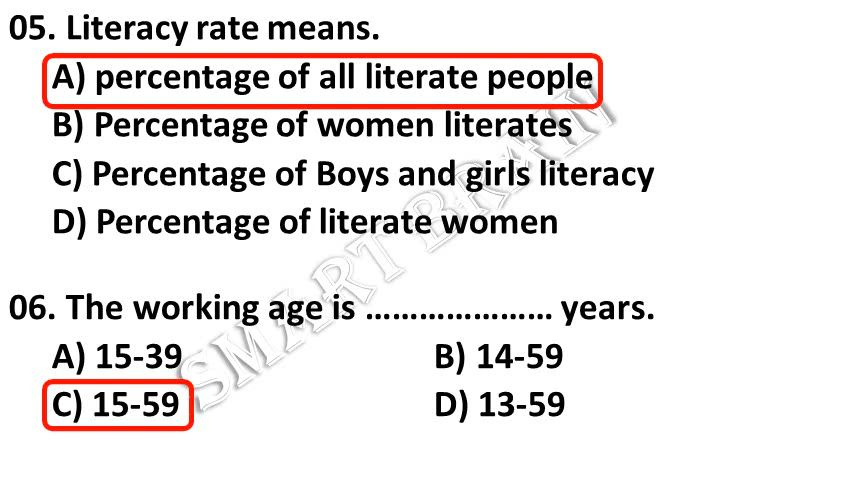 05. Literacy rate means.
A) percentage of all literate people
B) Percentage of women literates
C) Percentage of Boys and girls literacy
D) Percentage of literate women
06. The working age is ………………… years.
A) 15-39 B) 14-59
C) 15-59 D) 13-59
SMART BRAIN